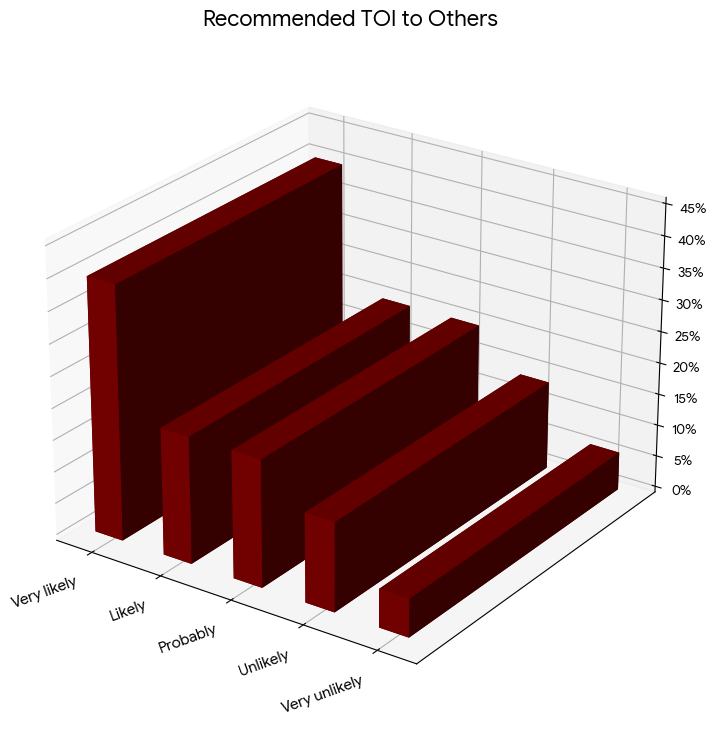 Recommended TOI to Others
45%
40%
35%
30%
25%
20%
15%
10%
5%
0%
Very likely
Likely
Probably
Unlikely
Very unlikely